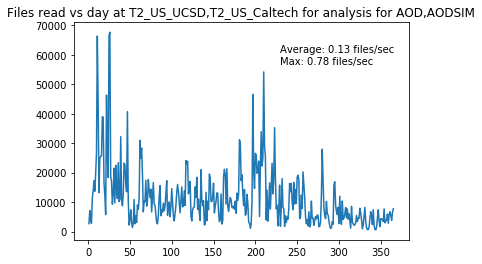 Files read vs day at T2_US_UCSD,T2_US_Caltech for analysis for AOD,AODSIM
70000
60000
50000
40000
30000
20000
10000
0
Average: 0.13 files/sec
Max: 0.78 files/sec
0 50 100 150 200 250 300 350